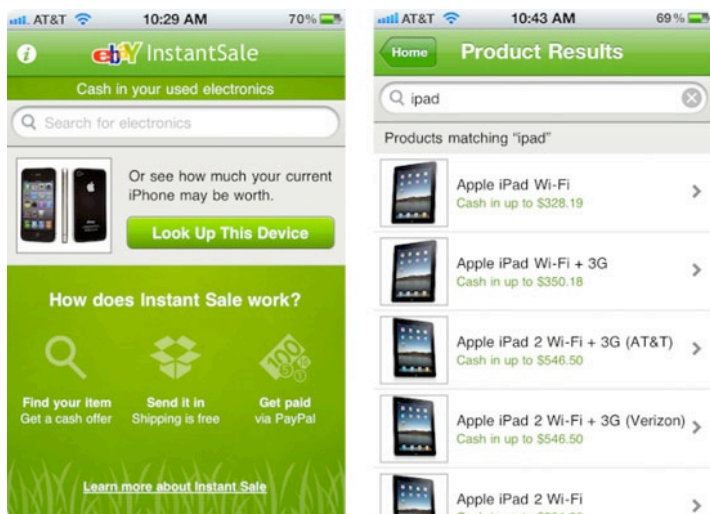 AT&T 10:29 AM 70%
ebY InstantSale
Cash in your used electronics
Search for electronics
Or see how much your current
iPhone may be worth.
Look Up This Device
How does Instant Sale work?
Find your item
Get a cash offer
Send it in
Shipping is free
Get paid
via PayPal
Learn more about Instant Sale
AT&T 10:43 AM 69%
Home Product Results
ipad
Products matching “ipad”
Apple iPad Wi-Fi
Cash in up to $328.19
Apple iPad Wi-Fi + 3G
Cash in up to $350.18
Apple iPad 2 Wi-Fi + 3G (AT&T)
Cash in up to $546.50
Apple iPad 2 Wi-Fi + 3G (Verizon)
Cash in up to $546.50
Apple iPad 2 Wi-Fi